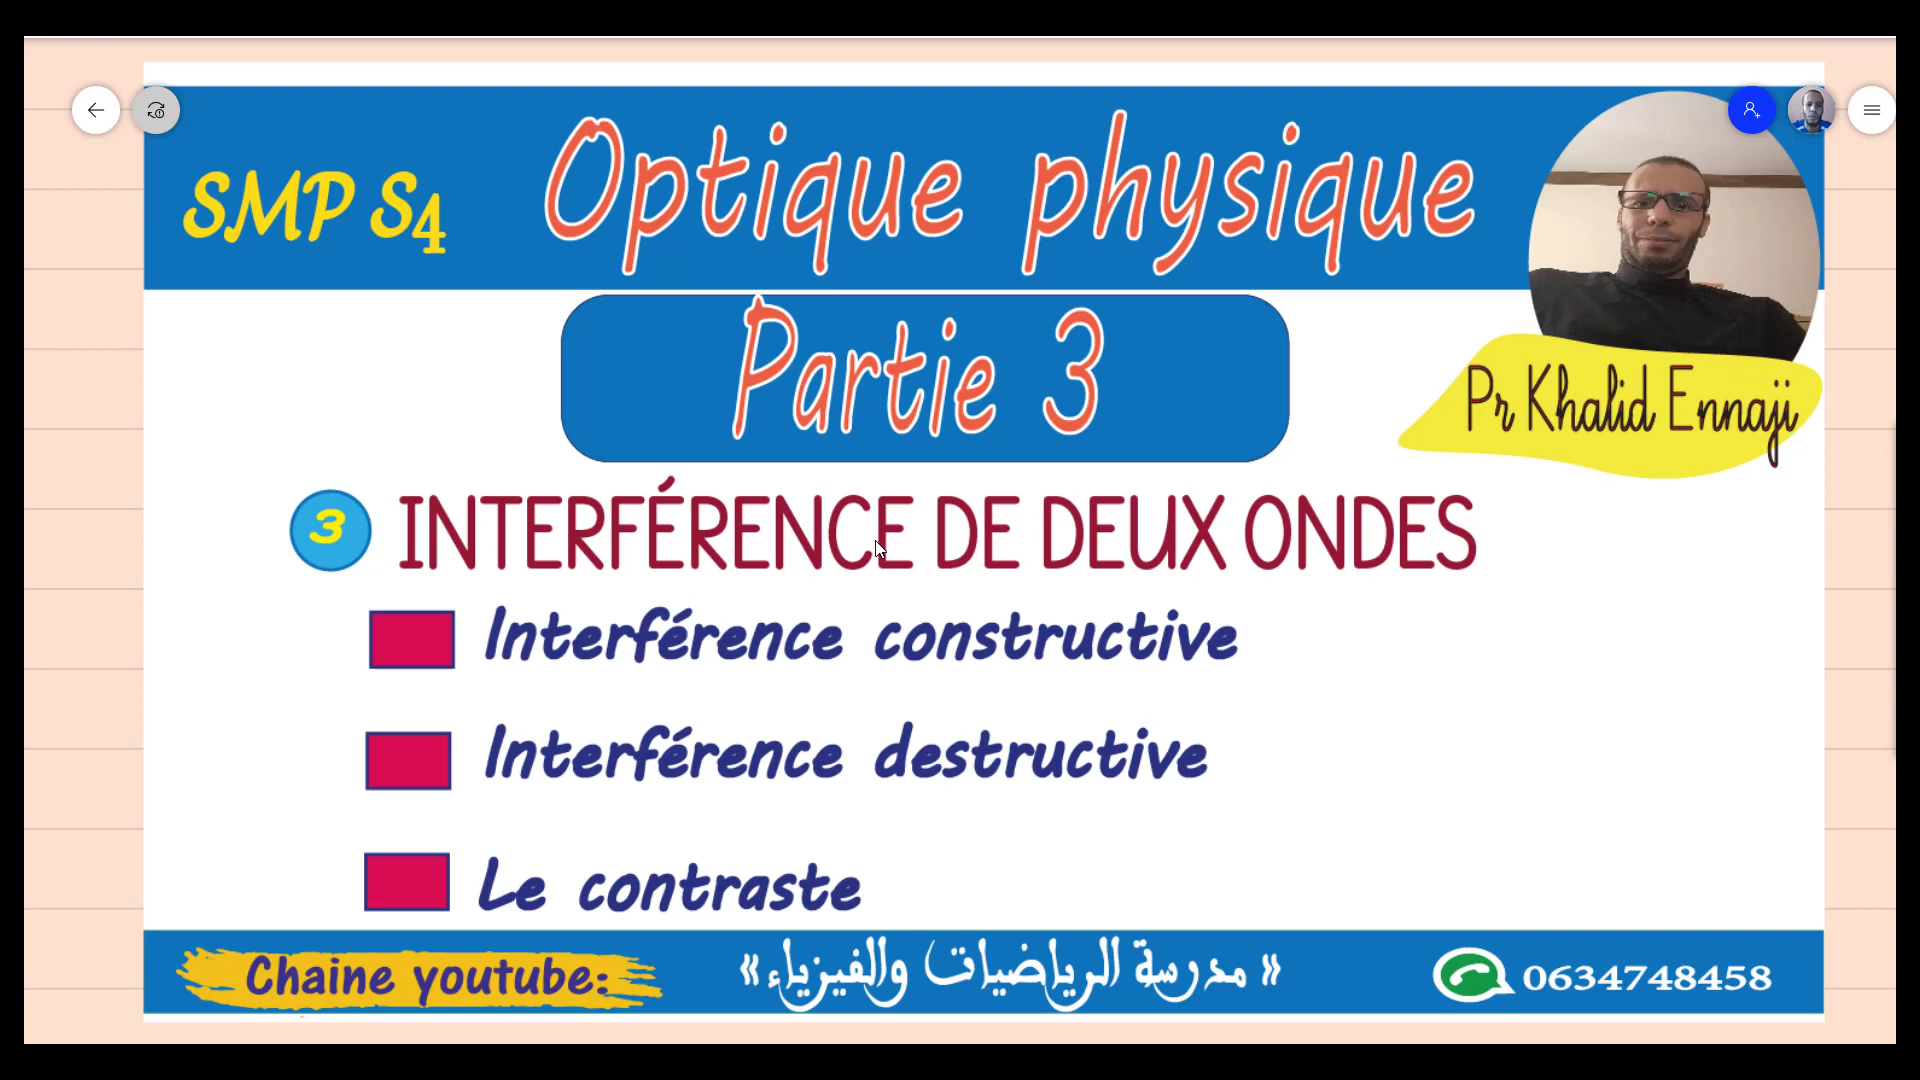 SMP S4
Optique physique
Partie 3
Pr Khalid Ennaji
3 INTERFÉRENCE DE DEUX ONDES
Interférence constructive
Interférence destructive
Le contraste
Chaine youtube:
« مدرسة الرياضيات والفيزياء »
0634748458